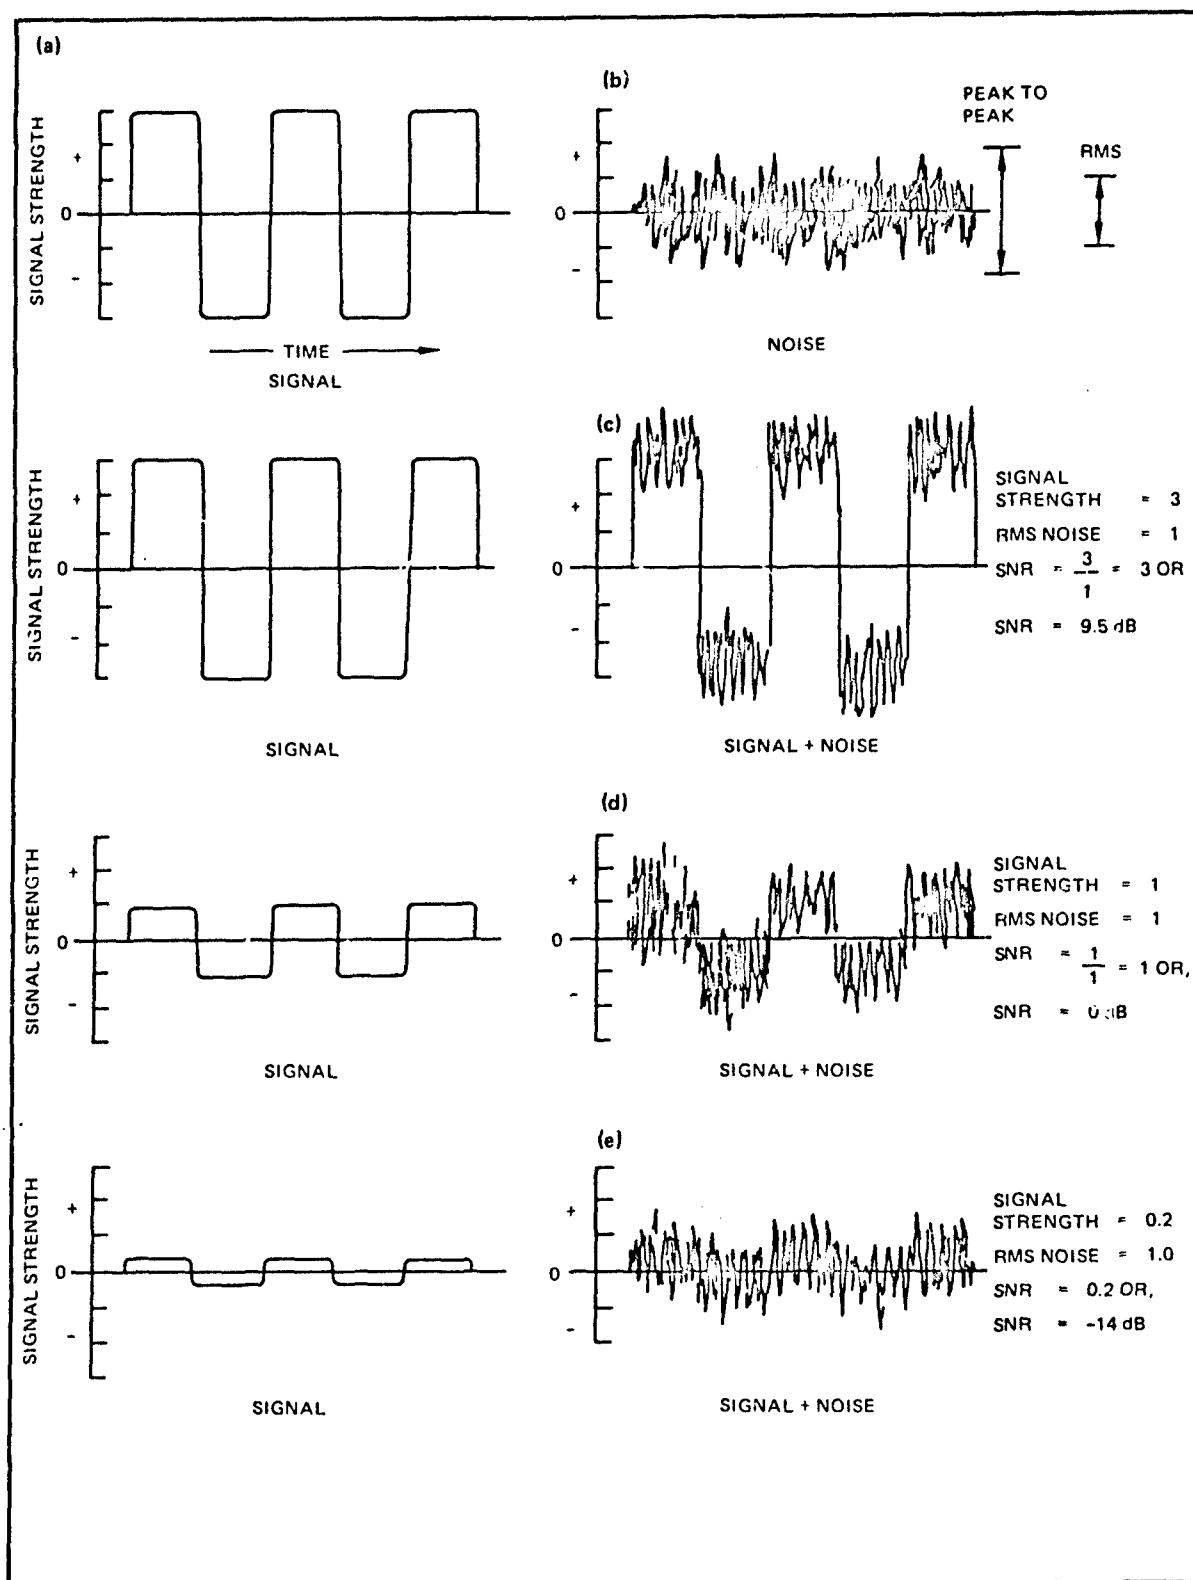 (a)
SIGNAL STRENGTH
+
0
-
TIME
SIGNAL
(b)
+
0
-
PEAK TO
PEAK
RMS
NOISE
SIGNAL STRENGTH
+
0
-
SIGNAL
(c)
+
0
-
SIGNAL
STRENGTH = 3
RMS NOISE = 1
SNR = 3/1 = 3 OR
SNR = 9.5 dB
SIGNAL + NOISE
SIGNAL STRENGTH
+
0
-
SIGNAL
(d)
+
0
-
SIGNAL
STRENGTH = 1
RMS NOISE = 1
SNR = 1/1 = 1 OR,
SNR = 0 dB
SIGNAL + NOISE
SIGNAL STRENGTH
+
0
-
SIGNAL
(e)
+
0
-
SIGNAL
STRENGTH = 0.2
RMS NOISE = 1.0
SNR = 0.2 OR,
SNR = -14 dB
SIGNAL + NOISE